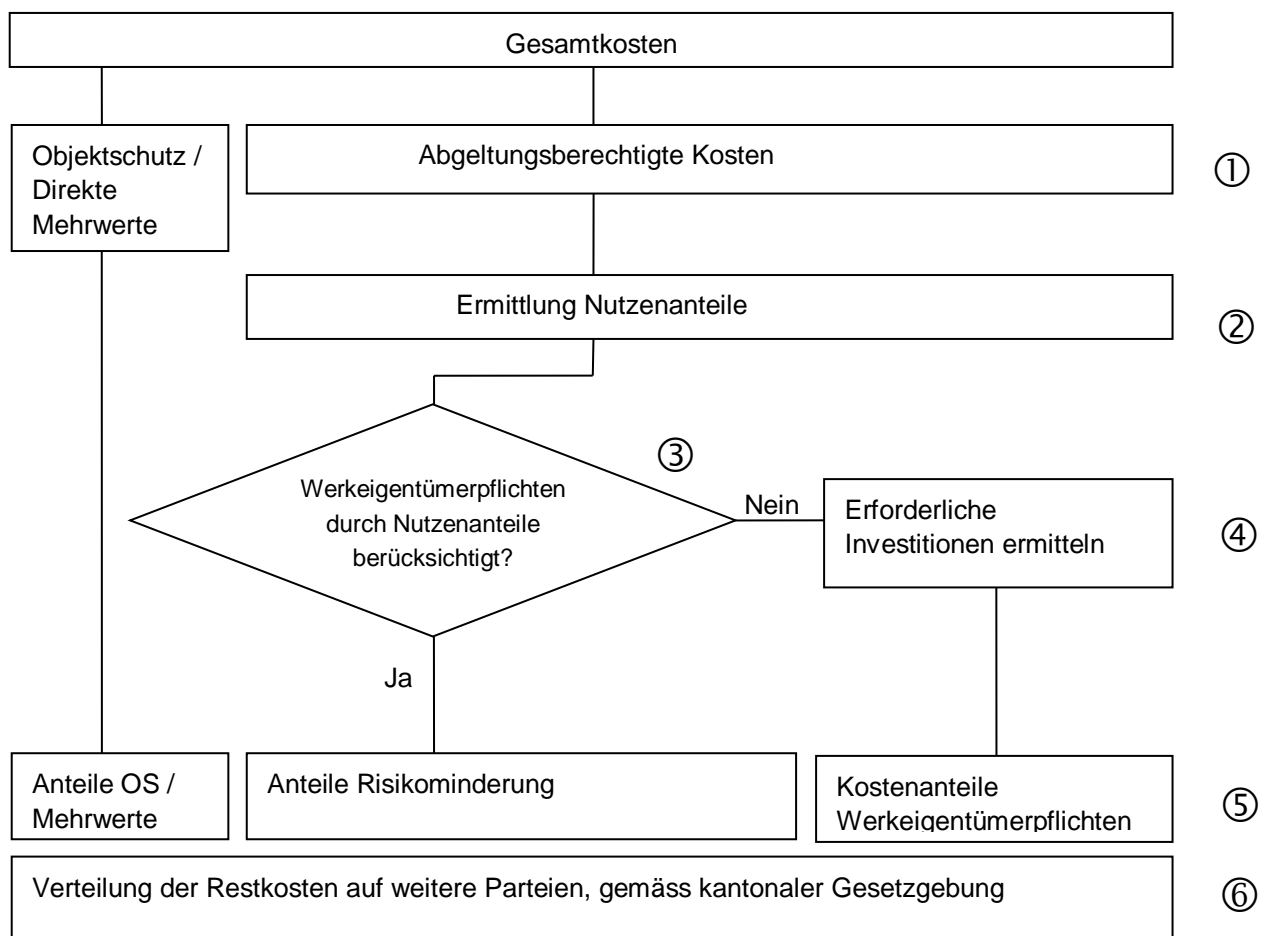 Gesamtkosten
Objektschutz /
Direkte
Mehrwerte
Abgeltungsberechtigte Kosten
①
Ermittlung Nutzenanteile
②
③
Werkeigentümerpflichten
durch Nutzenanteile
berücksichtigt?
Nein
Erforderliche
Investitionen ermitteln
④
Ja
Anteile OS /
Mehrwerte
Anteile Risikominderung
Kostenanteile
Werkeigentümerpflichten
⑤
Verteilung der Restkosten auf weitere Parteien, gemäss kantonaler Gesetzgebung
⑥